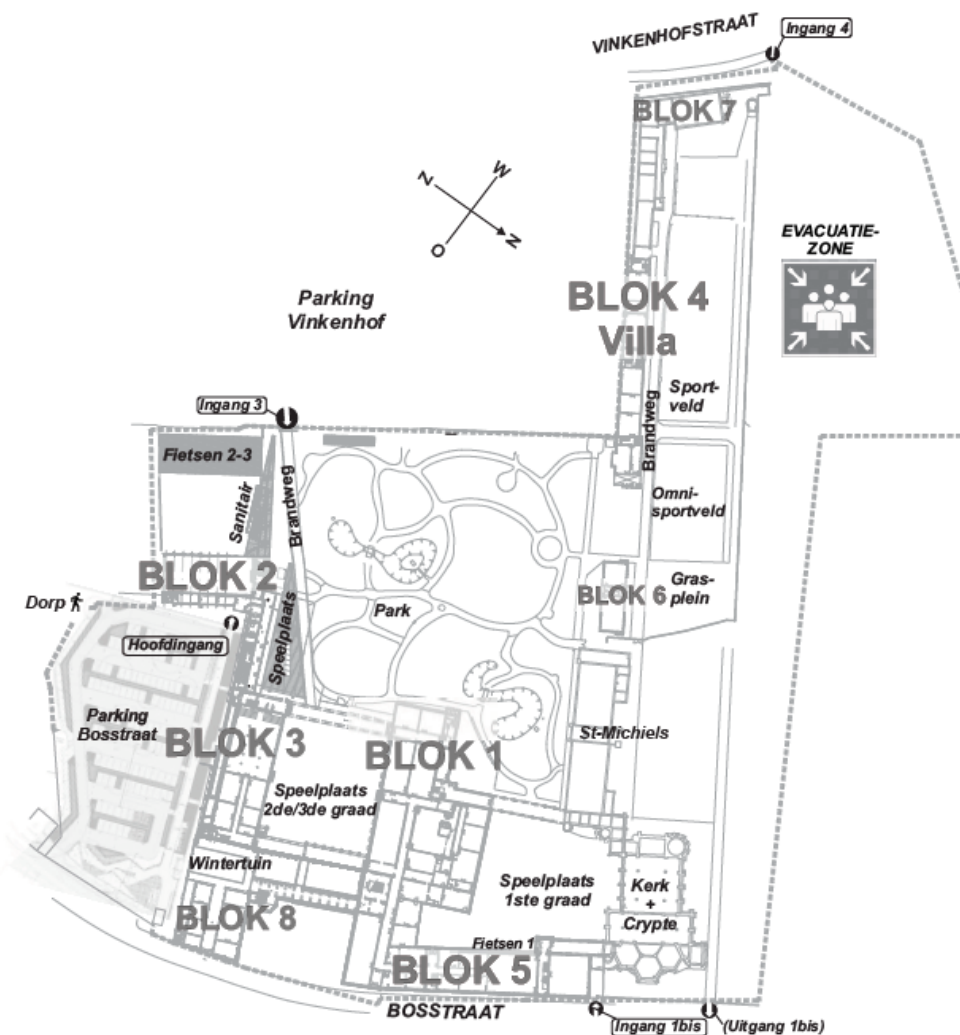 VINKENHOFSTRAAT
Ingang 4
BLOK 7
Z
W
O
N
EVACUATIE-
ZONE
Parking
Vinkenhof
BLOK 4
Villa
Sport-
veld
Brandweg
Ingang 3
Fietsen 2-3
Sanitair
Brandweg
Omni-
sportveld
BLOK 2
BLOK 6
Gras-
plein
Dorp
Park
Speelplaats
Hoofdingang
Parking
Bosstraat
BLOK 3
BLOK 1
St-Michiels
Speelplaats
2de/3de graad
Wintertuin
Speelplaats
1ste graad
Kerk
+
Crypte
BLOK 8
Fietsen 1
BLOK 5
BOSSTRAAT
Ingang 1bis
(Uitgang 1bis)